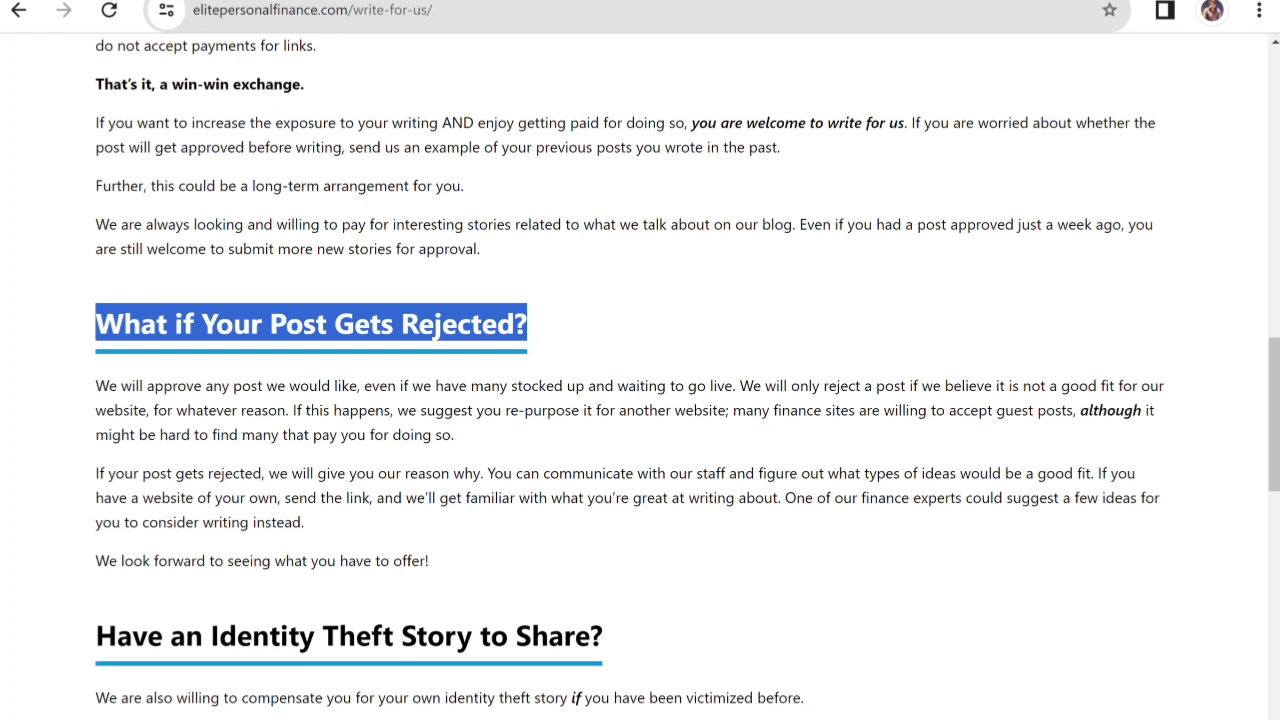 elitepersonalfinance.com/write-for-us/
do not accept payments for links.
That's it, a win-win exchange.
If you want to increase the exposure to your writing AND enjoy getting paid for doing so, you are welcome to write for us. If you are worried about whether the
post will get approved before writing, send us an example of your previous posts you wrote in the past.
Further, this could be a long-term arrangement for you.
We are always looking and willing to pay for interesting stories related to what we talk about on our blog. Even if you had a post approved just a week ago, you
are still welcome to submit more new stories for approval.
What if Your Post Gets Rejected?
We will approve any post we would like, even if we have many stocked up and waiting to go live. We will only reject a post if we believe it is not a good fit for our
website, for whatever reason. If this happens, we suggest you re-purpose it for another website; many finance sites are willing to accept guest posts, although it
might be hard to find many that pay you for doing so.
If your post gets rejected, we will give you our reason why. You can communicate with our staff and figure out what types of ideas would be a good fit. If you
have a website of your own, send the link, and we'll get familiar with what you're great at writing about. One of our finance experts could suggest a few ideas for
you to consider writing instead.
We look forward to seeing what you have to offer!
Have an Identity Theft Story to Share?
We are also willing to compensate you for your own identity theft story if you have been victimized before.